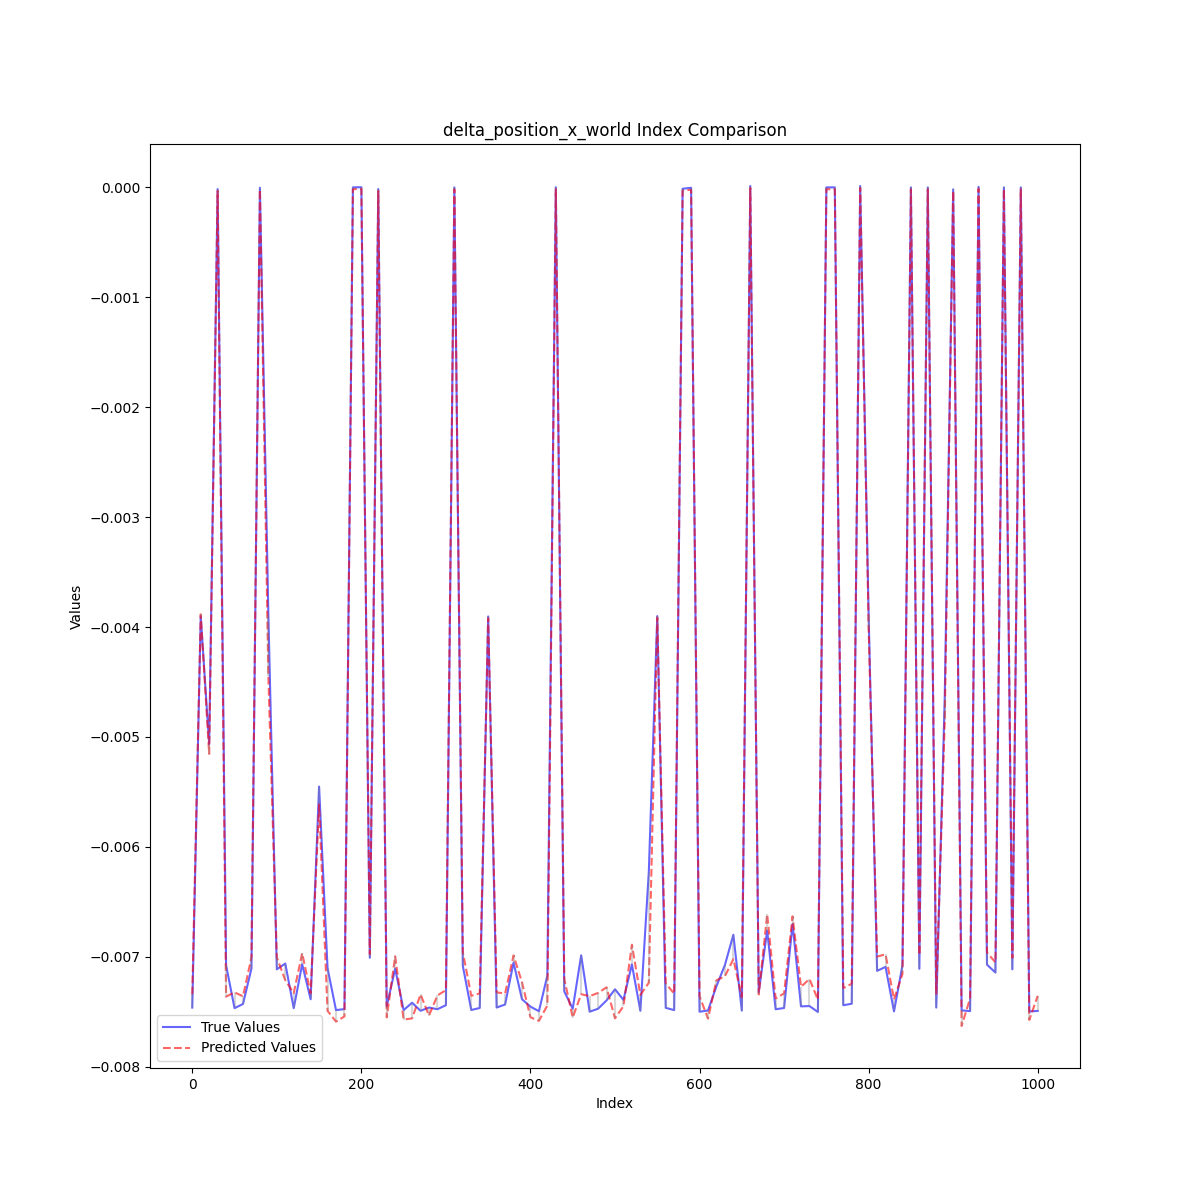 delta_position_x_world Index Comparison
0.000
−0.001
−0.002
−0.003
−0.004
−0.005
−0.006
−0.007
−0.008
Values
True Values
Predicted Values
0 200 400 600 800 1000
Index